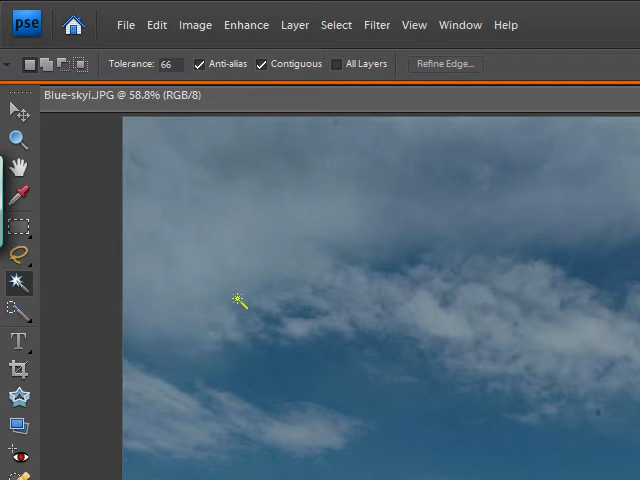 pse File Edit Image Enhance Layer Select Filter View Window Help
Tolerance: 66 Anti-alias Contiguous All Layers Refine Edge...
Blue-skyi.JPG @ 58.8% (RGB/8)
T